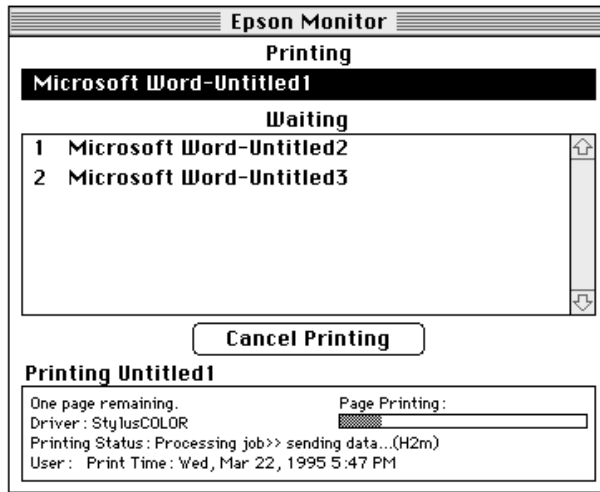 Epson Monitor
Printing
Microsoft Word-Untitled1
Waiting
1 Microsoft Word-Untitled2
2 Microsoft Word-Untitled3
Cancel Printing
Printing Untitled1
One page remaining. Page Printing:
Driver: StylusCOLOR
Printing Status: Processing job>> sending data...(H2m)
User: Print Time: Wed, Mar 22, 1995 5:47 PM